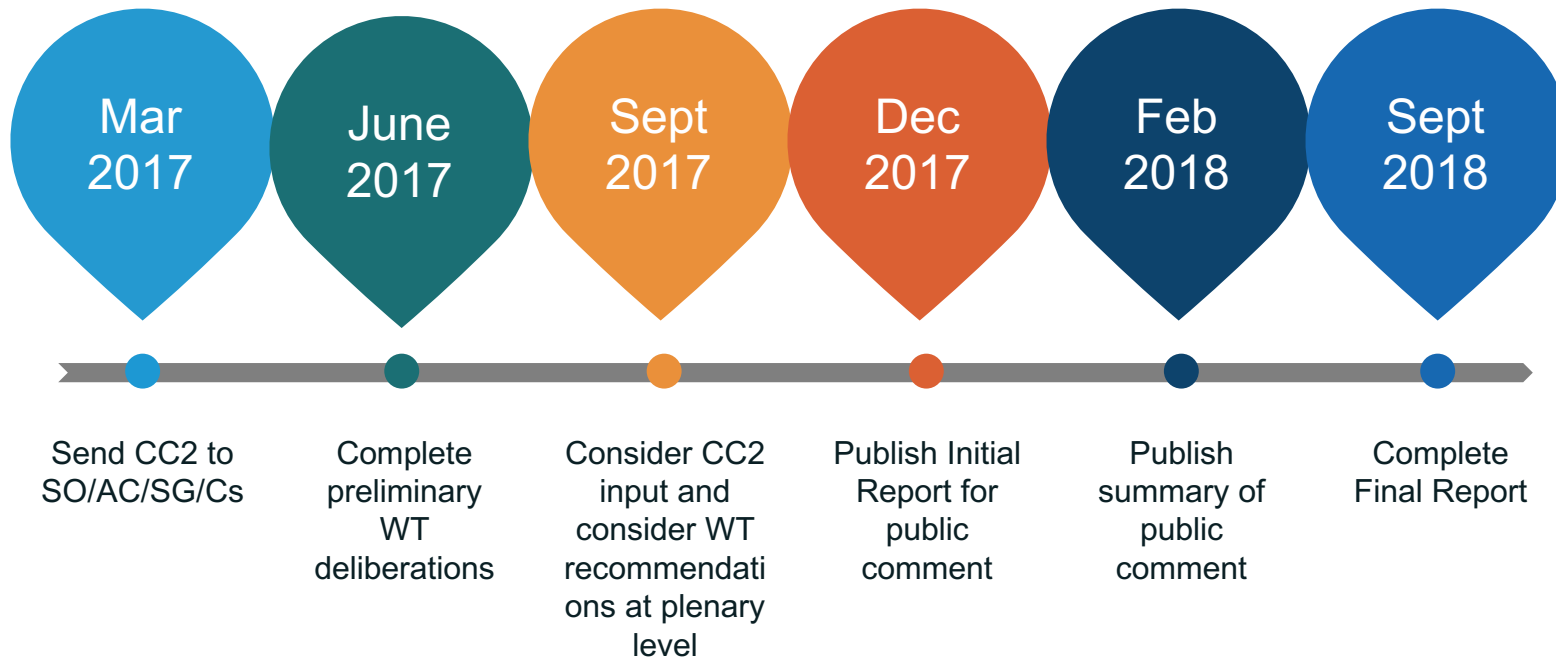 Mar
2017
June
2017
Sept
2017
Dec
2017
Feb
2018
Sept
2018
Send CC2 to
SO/AC/SG/Cs
Complete
preliminary
WT
deliberations
Consider CC2
input and
consider WT
recommendati
ons at plenary
level
Publish Initial
Report for
public
comment
Publish
summary of
public
comment
Complete
Final Report